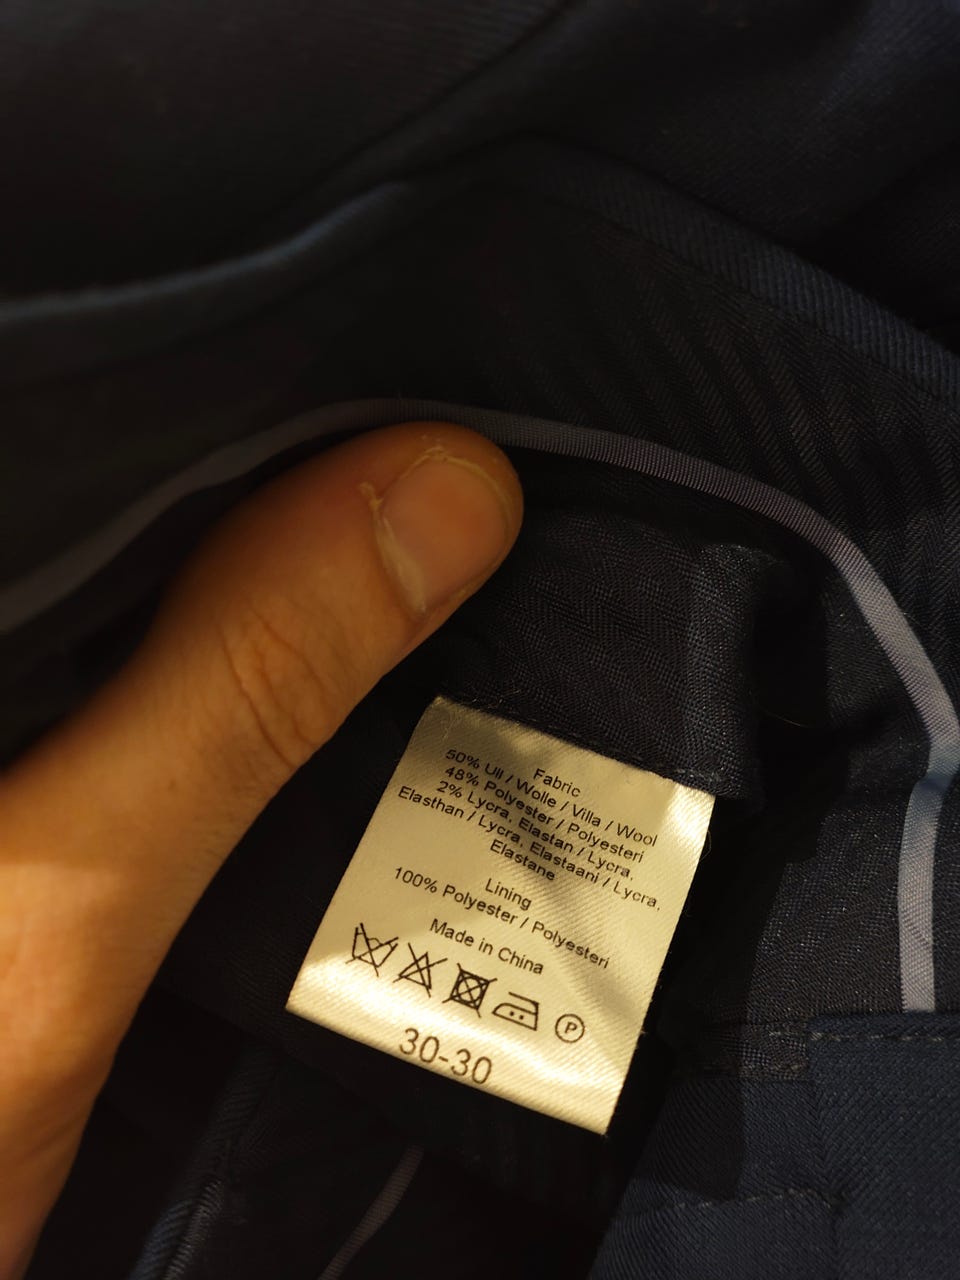 Fabric
50% Ull / Wolle / Villa / Wool
48% Polyester / Polyesteri
2% Lycra, Elastan / Lycra,
Elasthan / Lycra, Elastaani / Lycra,
Elastane
Lining
100% Polyester / Polyesteri
Made in China
P
30-30